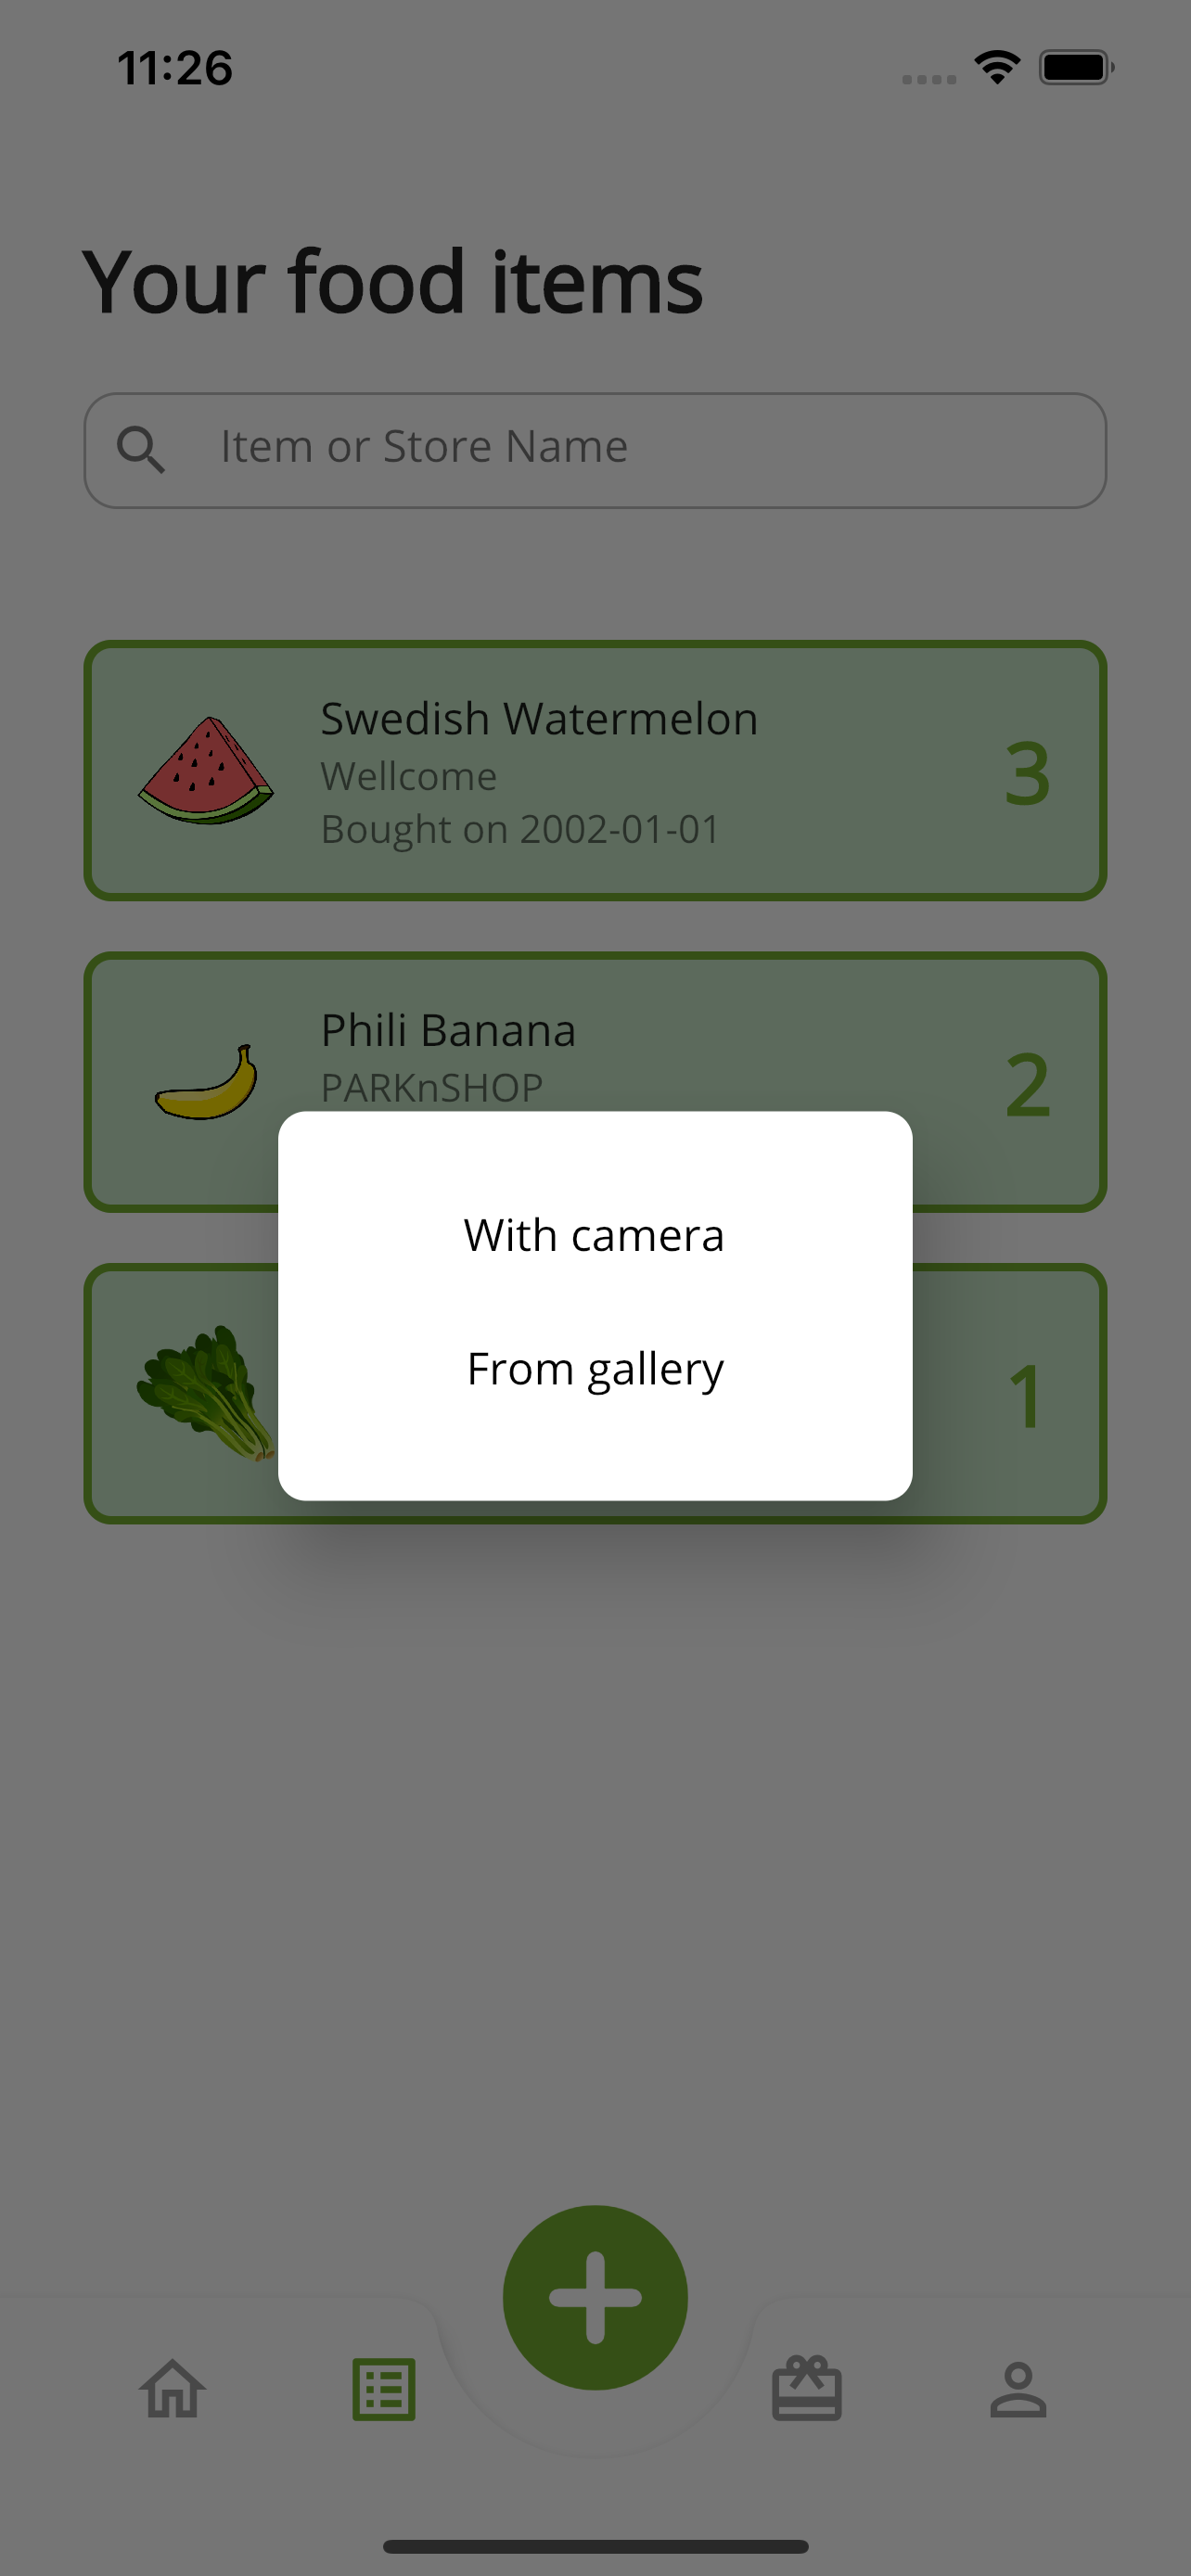 11:26
Your food items
Item or Store Name
Swedish Watermelon
Wellcome
Bought on 2002-01-01
3
Phili Banana
PARKnSHOP
2
With camera
From gallery
1